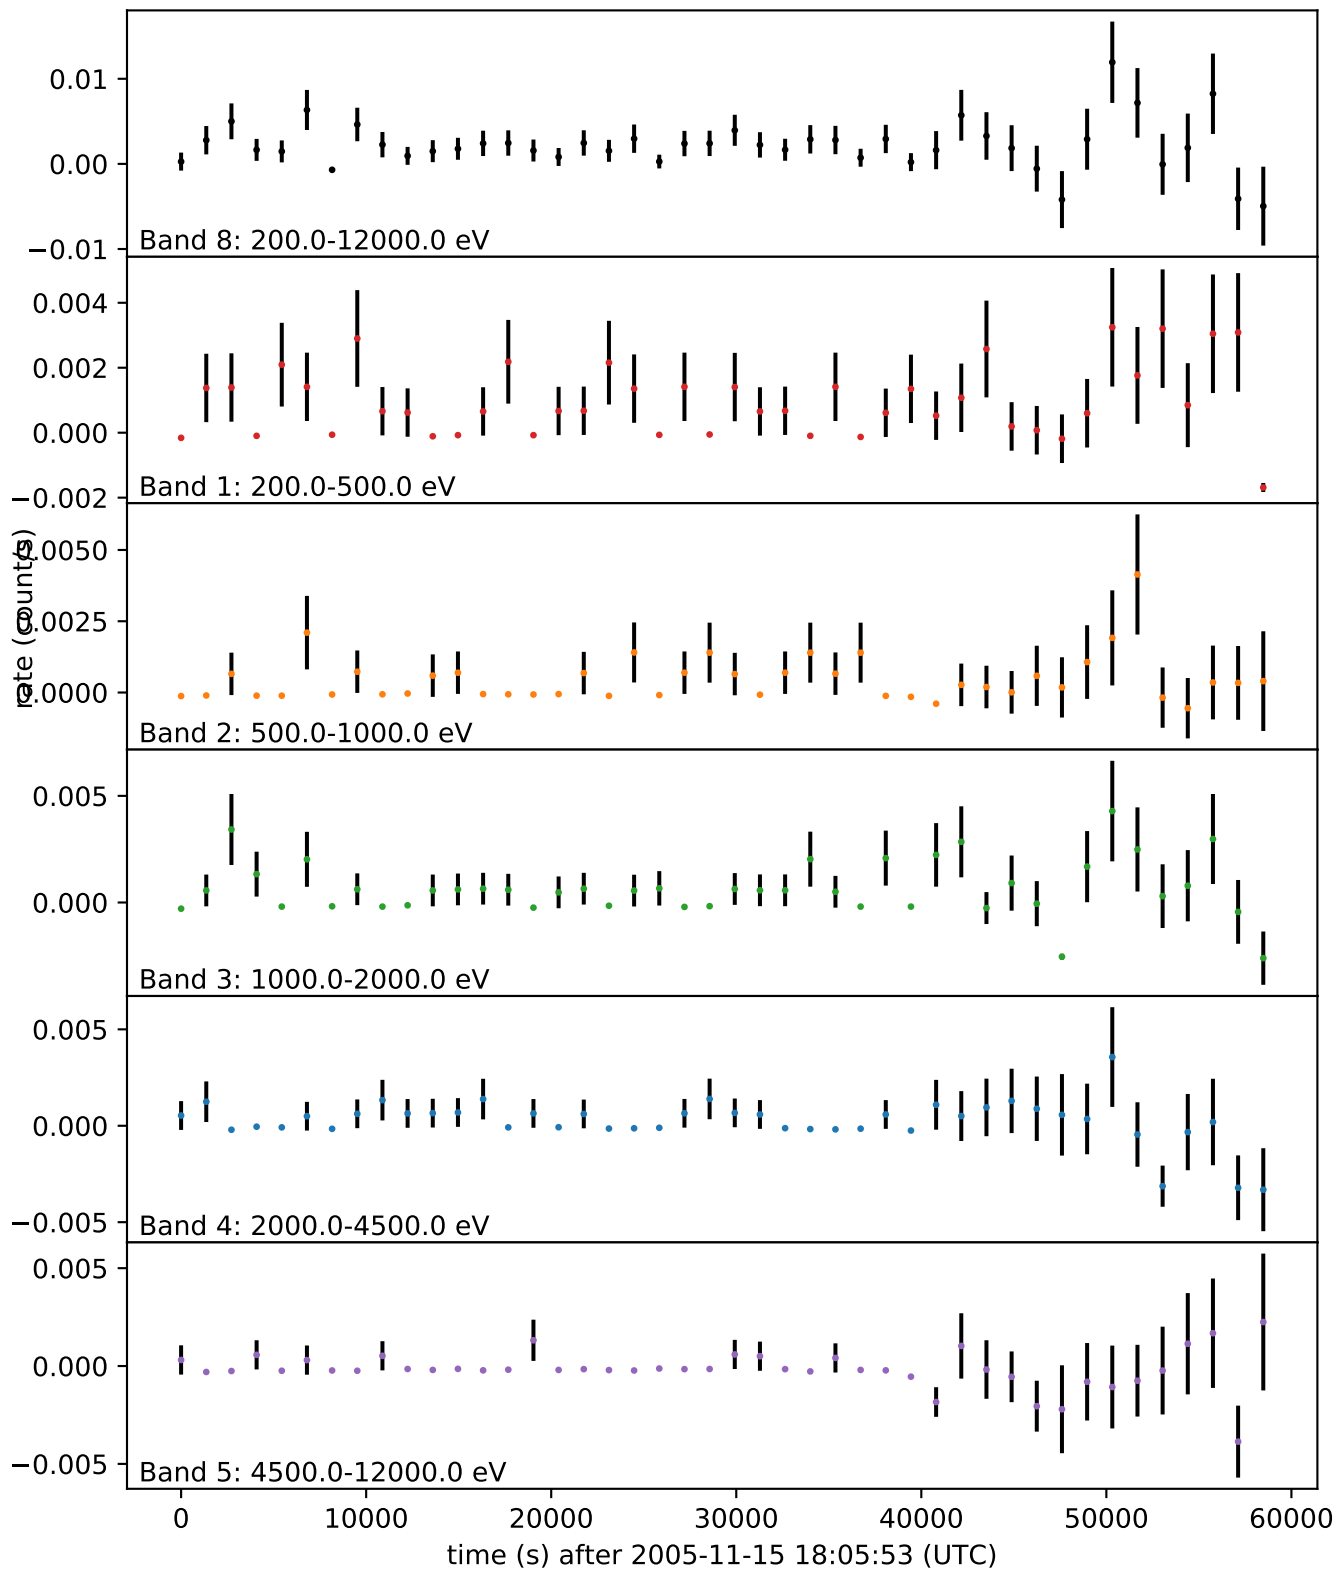 0.01
0.00
−0.01
Band 8: 200.0-12000.0 eV
0.004
0.002
0.000
−0.002
Band 1: 200.0-500.0 eV
rate (count/s)
0.0050
0.0025
0.0000
Band 2: 500.0-1000.0 eV
0.005
0.000
Band 3: 1000.0-2000.0 eV
0.005
0.000
−0.005
Band 4: 2000.0-4500.0 eV
0.005
0.000
−0.005
Band 5: 4500.0-12000.0 eV
0 10000 20000 30000 40000 50000 60000
time (s) after 2005-11-15 18:05:53 (UTC)